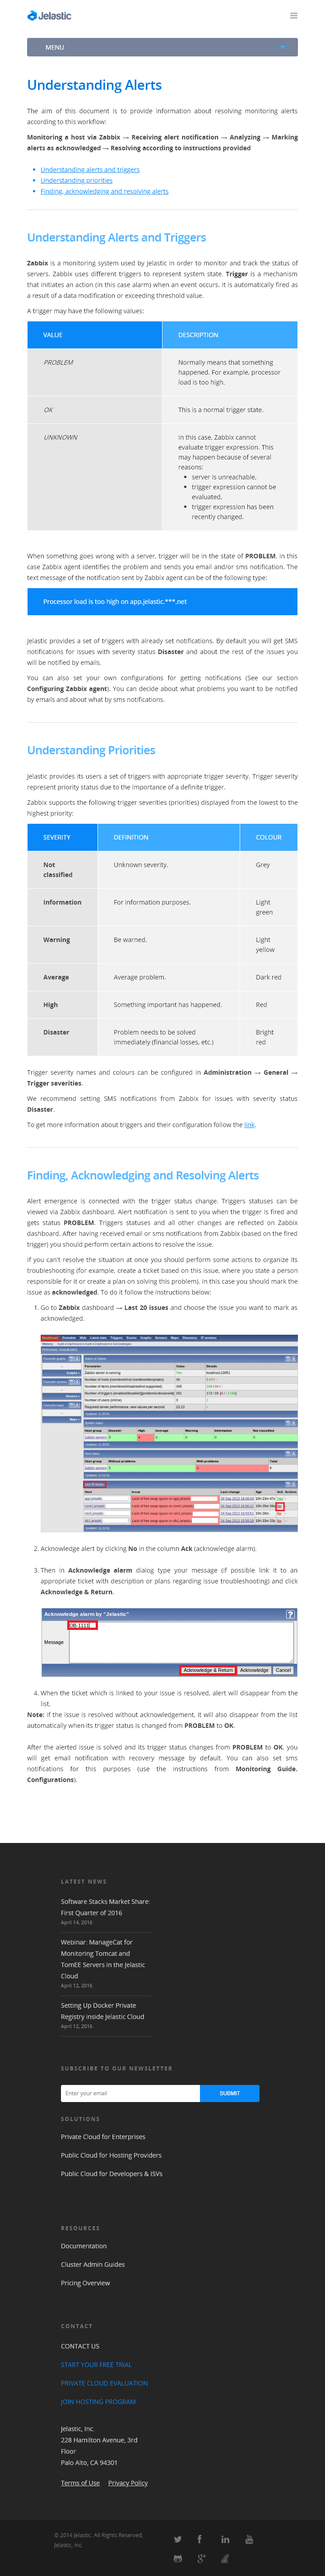 Jelastic
MENU
Understanding Alerts
The aim of this document is to provide information about resolving monitoring alerts
according to this workflow:
Monitoring a host via Zabbix → Receiving alert notification → Analyzing → Marking
alerts as acknowledged → Resolving according to instructions provided
Understanding alerts and triggers
Understanding priorities
Finding, acknowledging and resolving alerts
Understanding Alerts and Triggers
Zabbix is a monitoring system used by Jelastic in order to monitor and track the status of
servers. Zabbix uses different triggers to represent system state. Trigger is a mechanism
that initiates an action (in this case alarm) when an event occurs. It is automatically fired as
a result of a data modification or exceeding threshold value.
A trigger may have the following values:
VALUE DESCRIPTION
PROBLEM Normally means that something
happened. For example, processor
load is too high.
OK This is a normal trigger state.
UNKNOWN In this case, Zabbix cannot
evaluate trigger expression. This
may happen because of several
reasons:
server is unreachable,
trigger expression cannot be
evaluated,
trigger expression has been
recently changed.
When something goes wrong with a server, trigger will be in the state of PROBLEM. In this
case Zabbix agent identifies the problem and sends you email and/or sms notification. The
text message of the notification sent by Zabbix agent can be of the following type:
Processor load is too high on app.jelastic.***.net
Jelastic provides a set of triggers with already set notifications. By default you will get SMS
notifications for issues with severity status Disaster and about the rest of the issues you
will be notified by emails.
You can also set your own configurations for getting notifications (See our section
Configuring Zabbix agent). You can decide about what problems you want to be notified
by emails and about what by sms notifications.
Understanding Priorities
Jelastic provides its users a set of triggers with appropriate trigger severity. Trigger severity
represent priority status due to the importance of a definite trigger.
Zabbix supports the following trigger severities (priorities) displayed from the lowest to the
highest priority:
SEVERITY DEFINITION COLOUR
Not
classified Unknown severity. Grey
Information For information purposes. Light
green
Warning Be warned. Light
yellow
Average Average problem. Dark red
High Something important has happened. Red
Disaster Problem needs to be solved
immediately (financial losses, etc.) Bright
red
Trigger severity names and colours can be configured in Administration → General →
Trigger severities.
We recommend setting SMS notifications from Zabbix for issues with severity status
Disaster.
To get more information about triggers and their configuration follow the link.
Finding, Acknowledging and Resolving Alerts
Alert emergence is connected with the trigger status change. Triggers statuses can be
viewed via Zabbix dashboard. Alert notification is sent to you when the trigger is fired and
gets status PROBLEM. Triggers statuses and all other changes are reflected on Zabbix
dashboard. After having received email or sms notifications from Zabbix (based on the fired
trigger) you should perform certain actions to resolve the issue.
If you can't resolve the situation at once you should perform some actions to organize its
troubleshooting (for example, create a ticket based on this issue, where you state a person
responsible for it or create a plan on solving this problem). In this case you should mark the
issue as acknowledged. To do it follow the instructions below:
1. Go to Zabbix dashboard → Last 20 issues and choose the issue you want to mark as
acknowledged.
2. Acknowledge alert by clicking No in the column Ack (acknowledge alarm).
3. Then in Acknowledge alarm dialog type your message (if possible link it to an
appropriate ticket with description or plans regarding issue troubleshooting) and click
Acknowledge & Return.
Acknowledge alarm by "Jelastic"
Message
Acknowledge & Return Acknowledge Cancel
4. When the ticket which is linked to your issue is resolved, alert will disappear from the
list.
Note: If the issue is resolved without acknowledgement, it will also disappear from the list
automatically when its trigger status is changed from PROBLEM to OK.
After the alerted issue is solved and its trigger status changes from PROBLEM to OK, you
will get email notification with recovery message by default. You can also set sms
notifications for this purposes (use the instructions from Monitoring Guide.
Configurations).
LATEST NEWS
Software Stacks Market Share:
First Quarter of 2016
April 14, 2016
Webinar: ManageCat for
Monitoring Tomcat and
TomEE Servers in the Jelastic
Cloud
April 12, 2016
Setting Up Docker Private
Registry inside Jelastic Cloud
April 12, 2016
SUBSCRIBE TO OUR NEWSLETTER
Enter your email SUBMIT
SOLUTIONS
Private Cloud for Enterprises
Public Cloud for Hosting Providers
Public Cloud for Developers & ISVs
RESOURCES
Documentation
Cluster Admin Guides
Pricing Overview
CONTACT
CONTACT US
START YOUR FREE TRIAL
PRIVATE CLOUD EVALUATION
JOIN HOSTING PROGRAM
Jelastic, Inc.
228 Hamilton Avenue, 3rd
Floor
Palo Alto, CA 94301
Terms of Use Privacy Policy
© 2014 Jelastic. All Rights Reserved,
Jelastic, Inc.